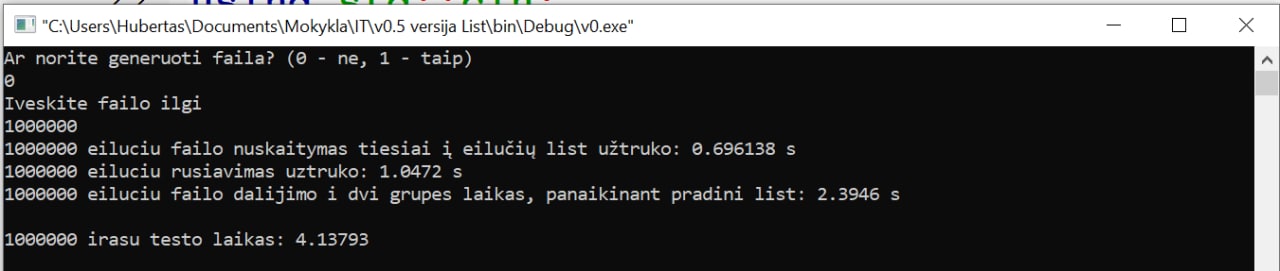 "C:\Users\Hubertas\Documents\Mokykla\IT\v0.5 versija List\bin\Debug\v0.exe"
Ar norite generuoti faila? (0 - ne, 1 - taip)
0
Iveskite failo ilgi
1000000
1000000 eiluciu failo nuskaitymas tiesiai į eilučių list užtruko: 0.696138 s
1000000 eiluciu rusiavimas uztruko: 1.0472 s
1000000 eiluciu failo dalijimo i dvi grupes laikas, panaikinant pradini list: 2.3946 s
1000000 irasu testo laikas: 4.13793